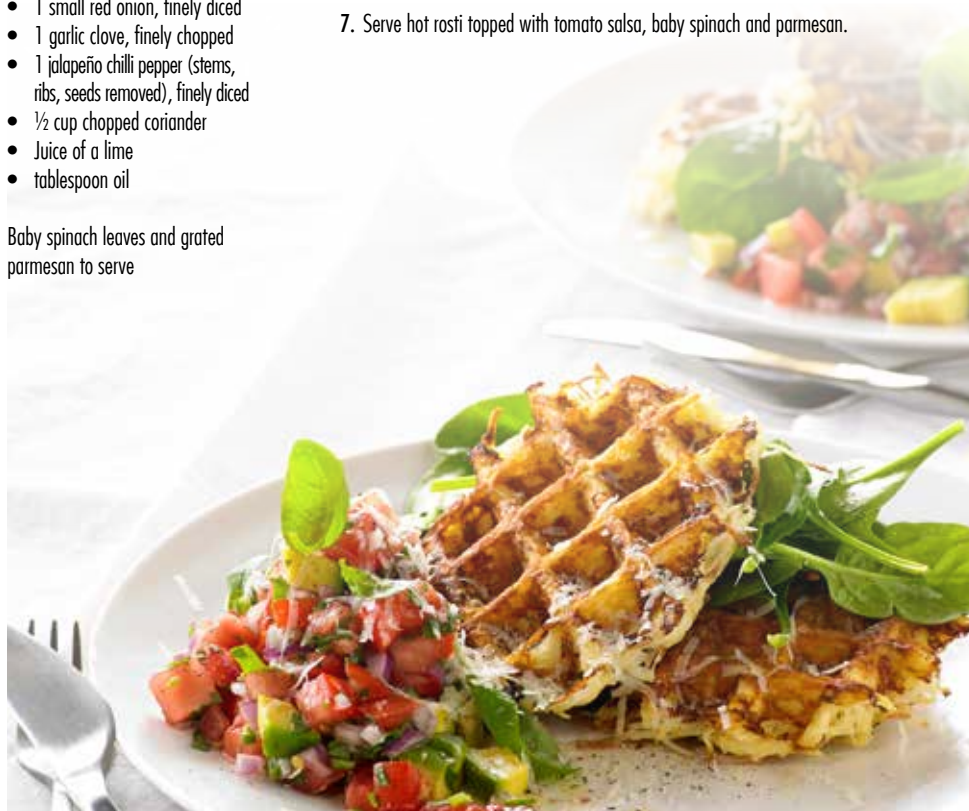 • 1 small red onion, finely diced
• 1 garlic clove, finely chopped
• 1 jalapeño chilli pepper (stems,
ribs, seeds removed), finely diced
• ½ cup chopped coriander
• Juice of a lime
• tablespoon oil
Baby spinach leaves and grated
parmesan to serve
7. Serve hot rosti topped with tomato salsa, baby spinach and parmesan.